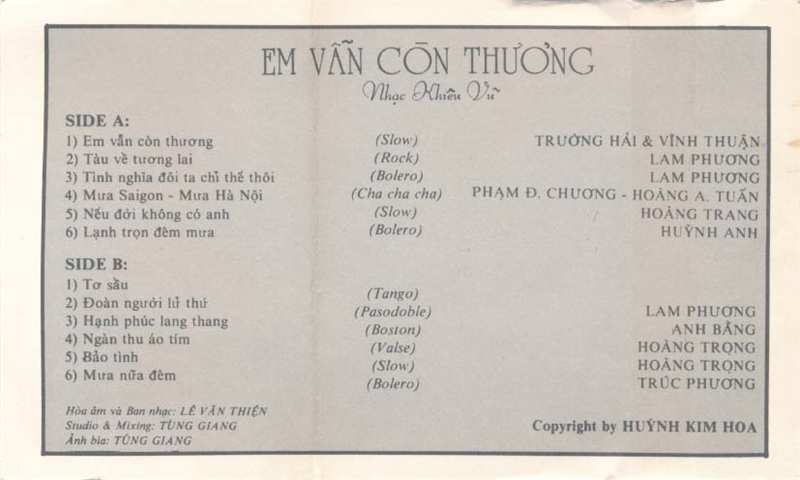 EM VẪN CÒN THƯƠNG
Nhạc Khiêu Vũ
SIDE A:
1) Em vẫn còn thương (Slow) TRƯỜNG HẢI & VĨNH THUẬN
2) Tàu về tương lai (Rock) LAM PHƯƠNG
3) Tình nghĩa đôi ta chỉ thế thôi (Bolero) LAM PHƯƠNG
4) Mưa Saigon - Mưa Hà Nội (Cha cha cha) PHẠM Đ. CHƯƠNG - HOÀNG A. TUẤN
5) Nếu đời không có anh (Slow) HOÀNG TRANG
6) Lạnh trọn đêm mưa (Bolero) HUỲNH ANH
SIDE B:
1) Tơ sầu (Tango)
2) Đoàn người lữ thứ (Pasodoble) LAM PHƯƠNG
3) Hạnh phúc lang thang (Boston) ANH BẰNG
4) Ngàn thu áo tím (Valse) HOÀNG TRỌNG
5) Bảo tình (Slow) HOÀNG TRỌNG
6) Mưa nữa đêm (Bolero) TRÚC PHƯƠNG
Hòa âm và Ban nhạc: LÊ VĂN THIỆN
Studio & Mixing: TÙNG GIANG
Ảnh bìa: TÙNG GIANG
Copyright by HUỲNH KIM HOA